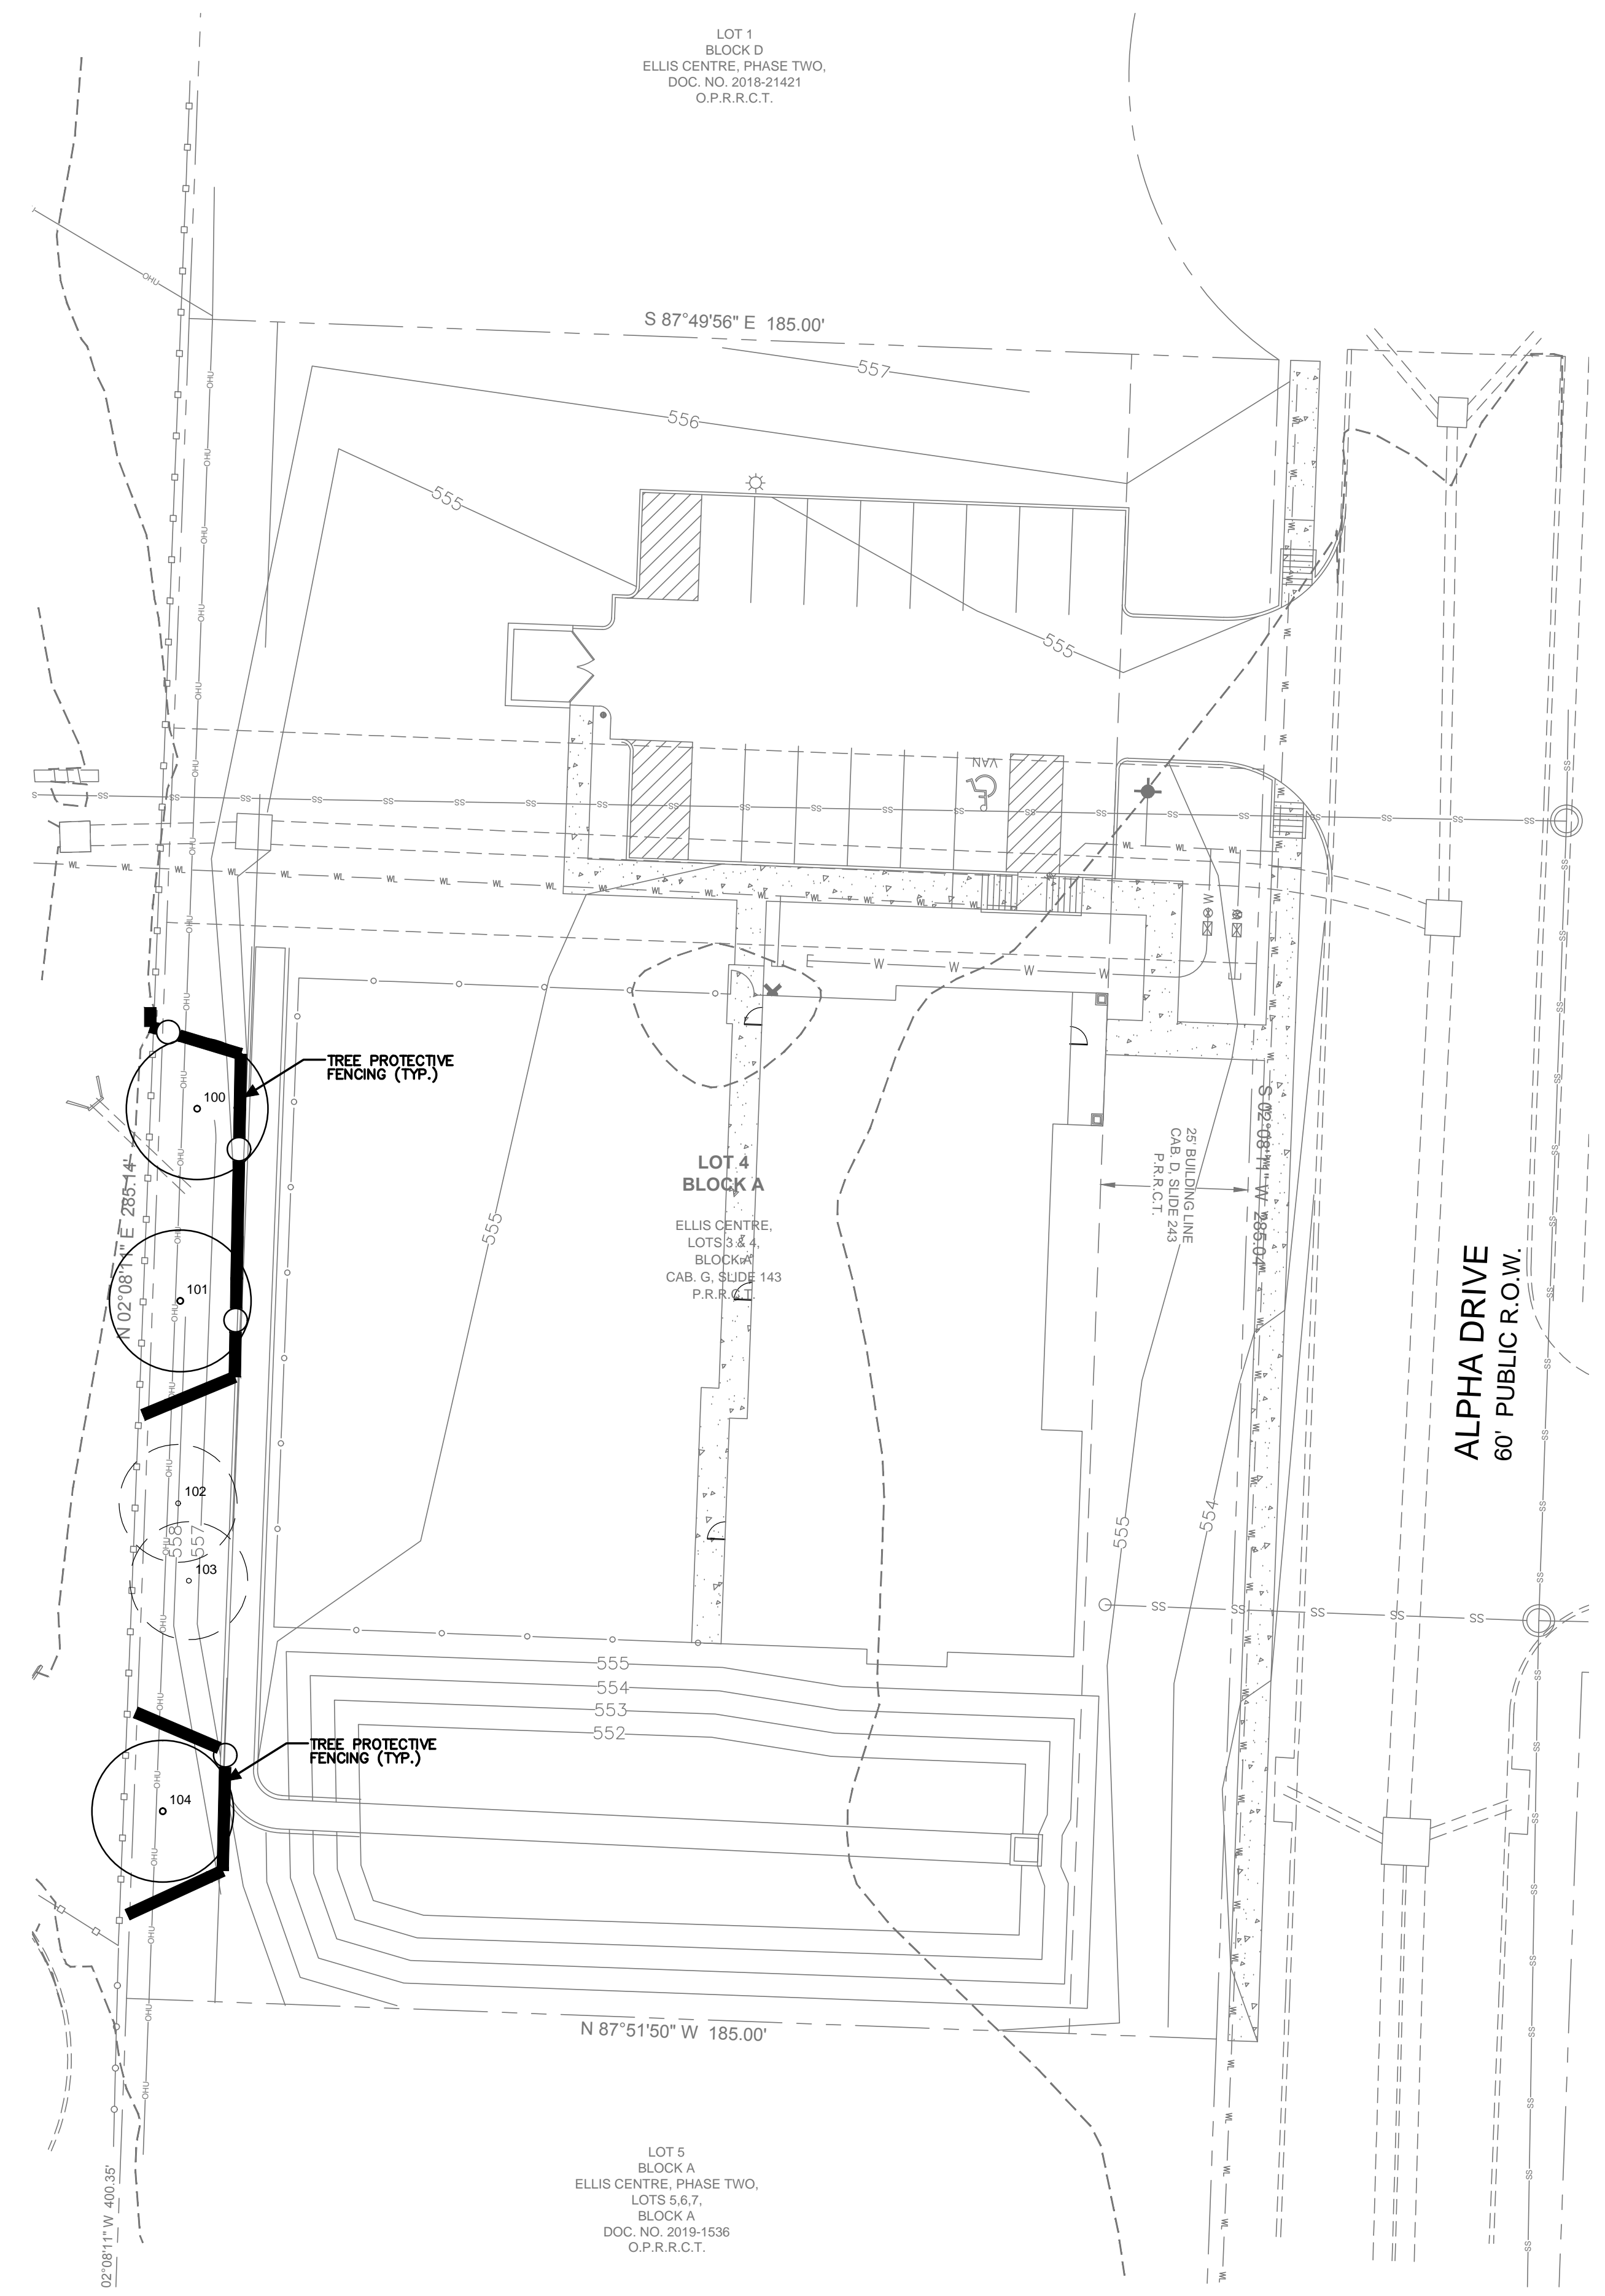 LOT 1
BLOCK D
ELLIS CENTRE, PHASE TWO,
DOC. NO. 2018-21421
O.P.R.R.C.T.
OHU
S 87°49'56" E 185.00'
557
556
555
555
VAN
SS
WL
W
M
TREE PROTECTIVE
FENCING (TYP.)
100
N 02°08'11" E 285.14'
101
LOT 4
BLOCK A
ELLIS CENTRE,
LOTS 3 & 4,
BLOCK A
CAB. G, SLIDE 143
P.R.R.C.T.
555
25' BUILDING LINE
CAB. D, SLIDE 243
P.R.R.C.T.
S 02°08'11" W 285.04'
ALPHA DRIVE
60' PUBLIC R.O.W.
102
558
557
103
555
554
555
554
553
552
TREE PROTECTIVE
FENCING (TYP.)
104
N 87°51'50" W 185.00'
02°08'11" W 400.35'
LOT 5
BLOCK A
ELLIS CENTRE, PHASE TWO,
LOTS 5,6,7,
BLOCK A
DOC. NO. 2019-1536
O.P.R.R.C.T.